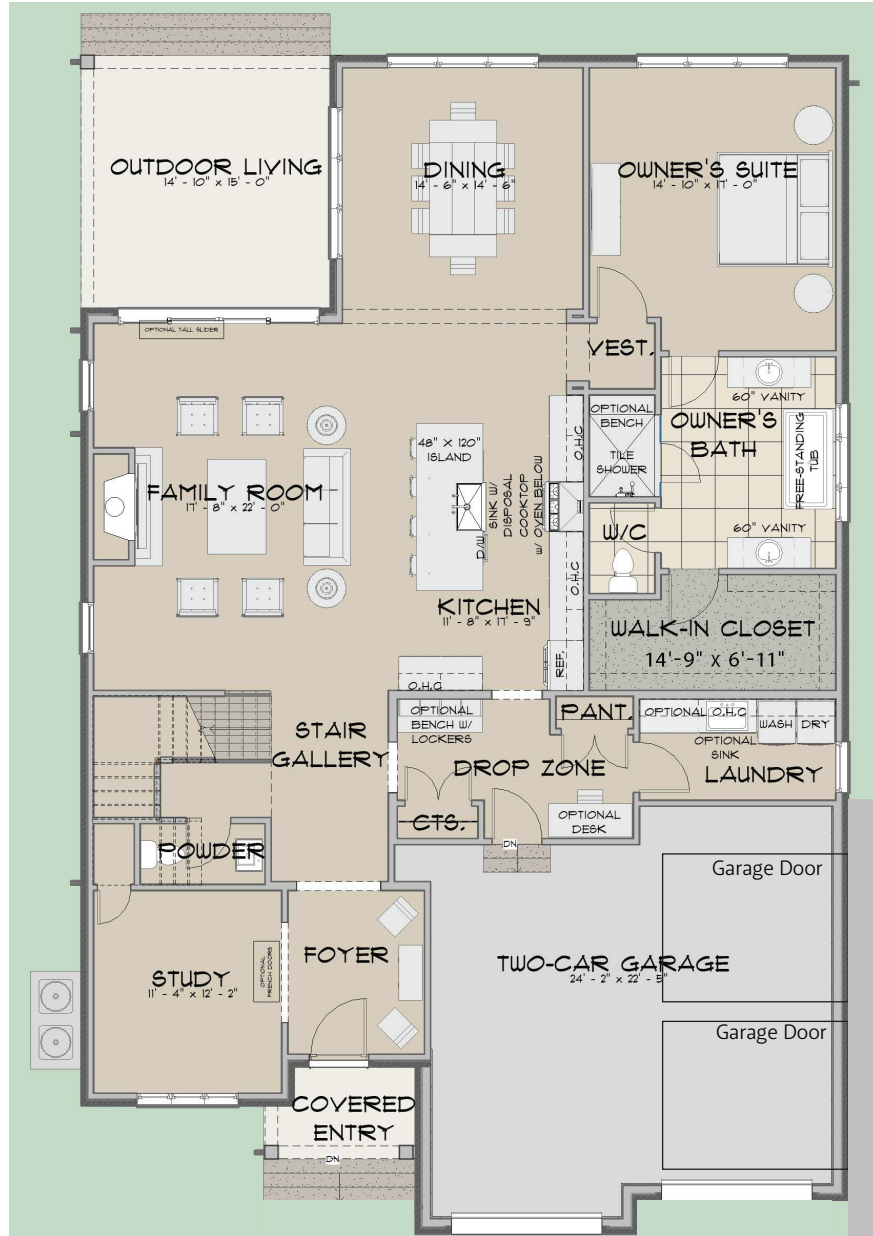 OUTDOOR LIVING
14' - 10" x 15' - 0"
DINING
14' - 6" x 14' - 6"
OWNER'S SUITE
14' - 10" x 17' - 0"
OPTIONAL TALL SLIDER
VEST.
60" VANITY
OPTIONAL
BENCH
TILE
SHOWER
OWNER'S
BATH
FREE-STANDING
TUB
48" X 120"
ISLAND
O.H.C
SINK W/
DISPOSAL
COOKTOP
W/ OVEN BELOW
D/W
FAMILY ROOM
17' - 8" x 22' - 0"
W/C
60" VANITY
O.H.C
KITCHEN
11' - 8" x 17' - 9"
WALK-IN CLOSET
14'-9" X 6'-11"
REF.
O.H.C
OPTIONAL
BENCH W/
LOCKERS
PANT.
OPTIONAL O.H.C
WASH
DRY
OPTIONAL
SINK
STAIR
GALLERY
DROP ZONE
LAUNDRY
CTS.
OPTIONAL
DESK
DN
POWDER
Garage Door
STUDY
11' - 4" x 12' - 2"
OPTIONAL
FRENCH DOORS
FOYER
TWO-CAR GARAGE
24' - 2" x 22' - 5"
Garage Door
COVERED
ENTRY
DN